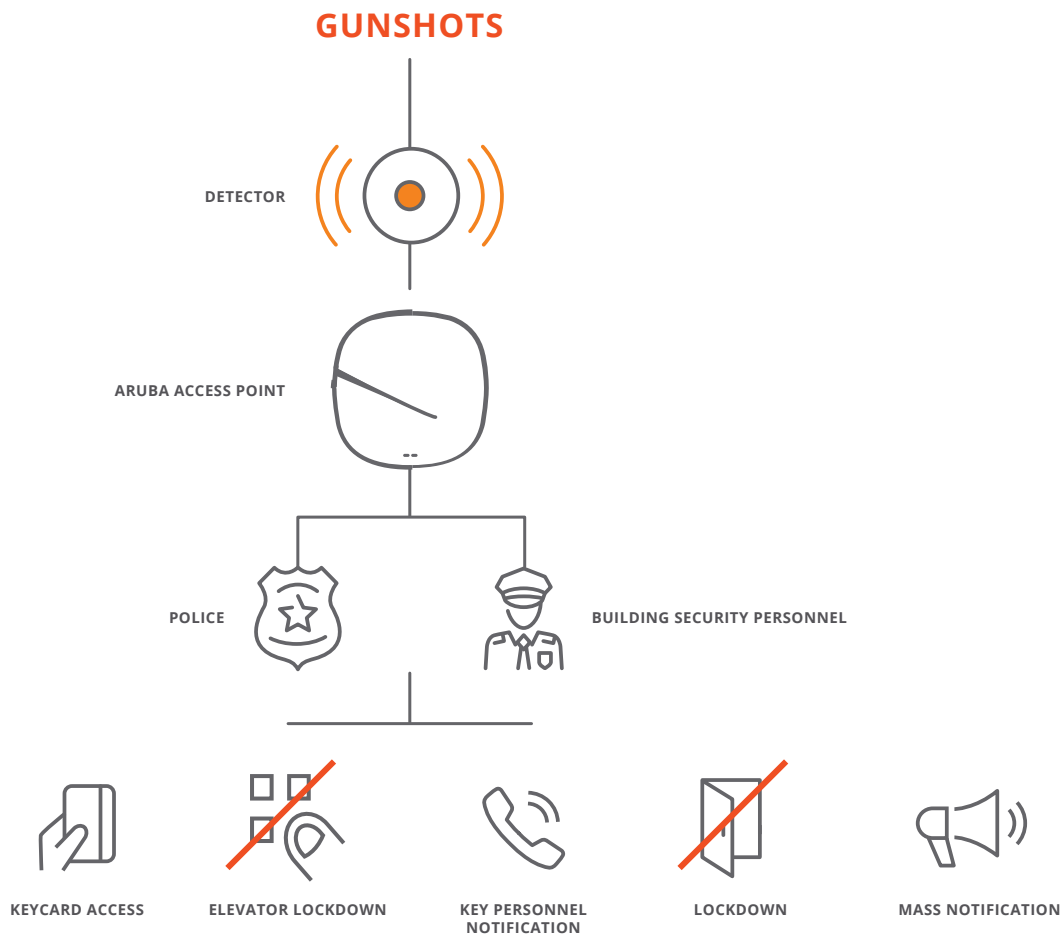 GUNSHOTS
DETECTOR
ARUBA ACCESS POINT
POLICE
BUILDING SECURITY PERSONNEL
KEYCARD ACCESS
ELEVATOR LOCKDOWN
KEY PERSONNEL
NOTIFICATION
LOCKDOWN
MASS NOTIFICATION